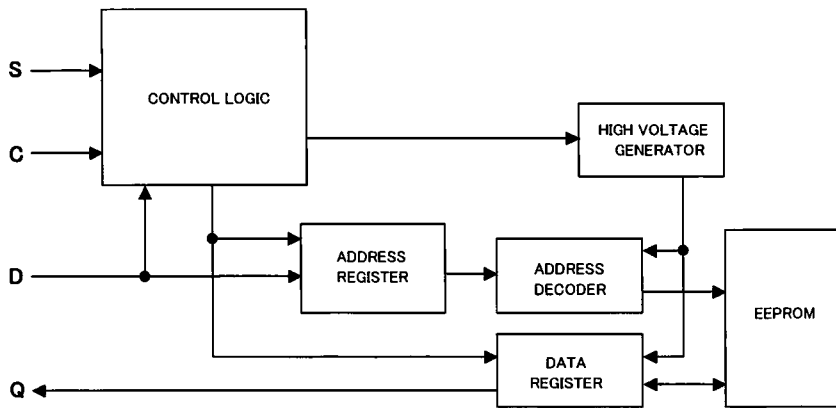 S
CONTROL LOGIC
C
HIGH VOLTAGE
GENERATOR
D
ADDRESS
REGISTER
ADDRESS
DECODER
EEPROM
DATA
REGISTER
Q